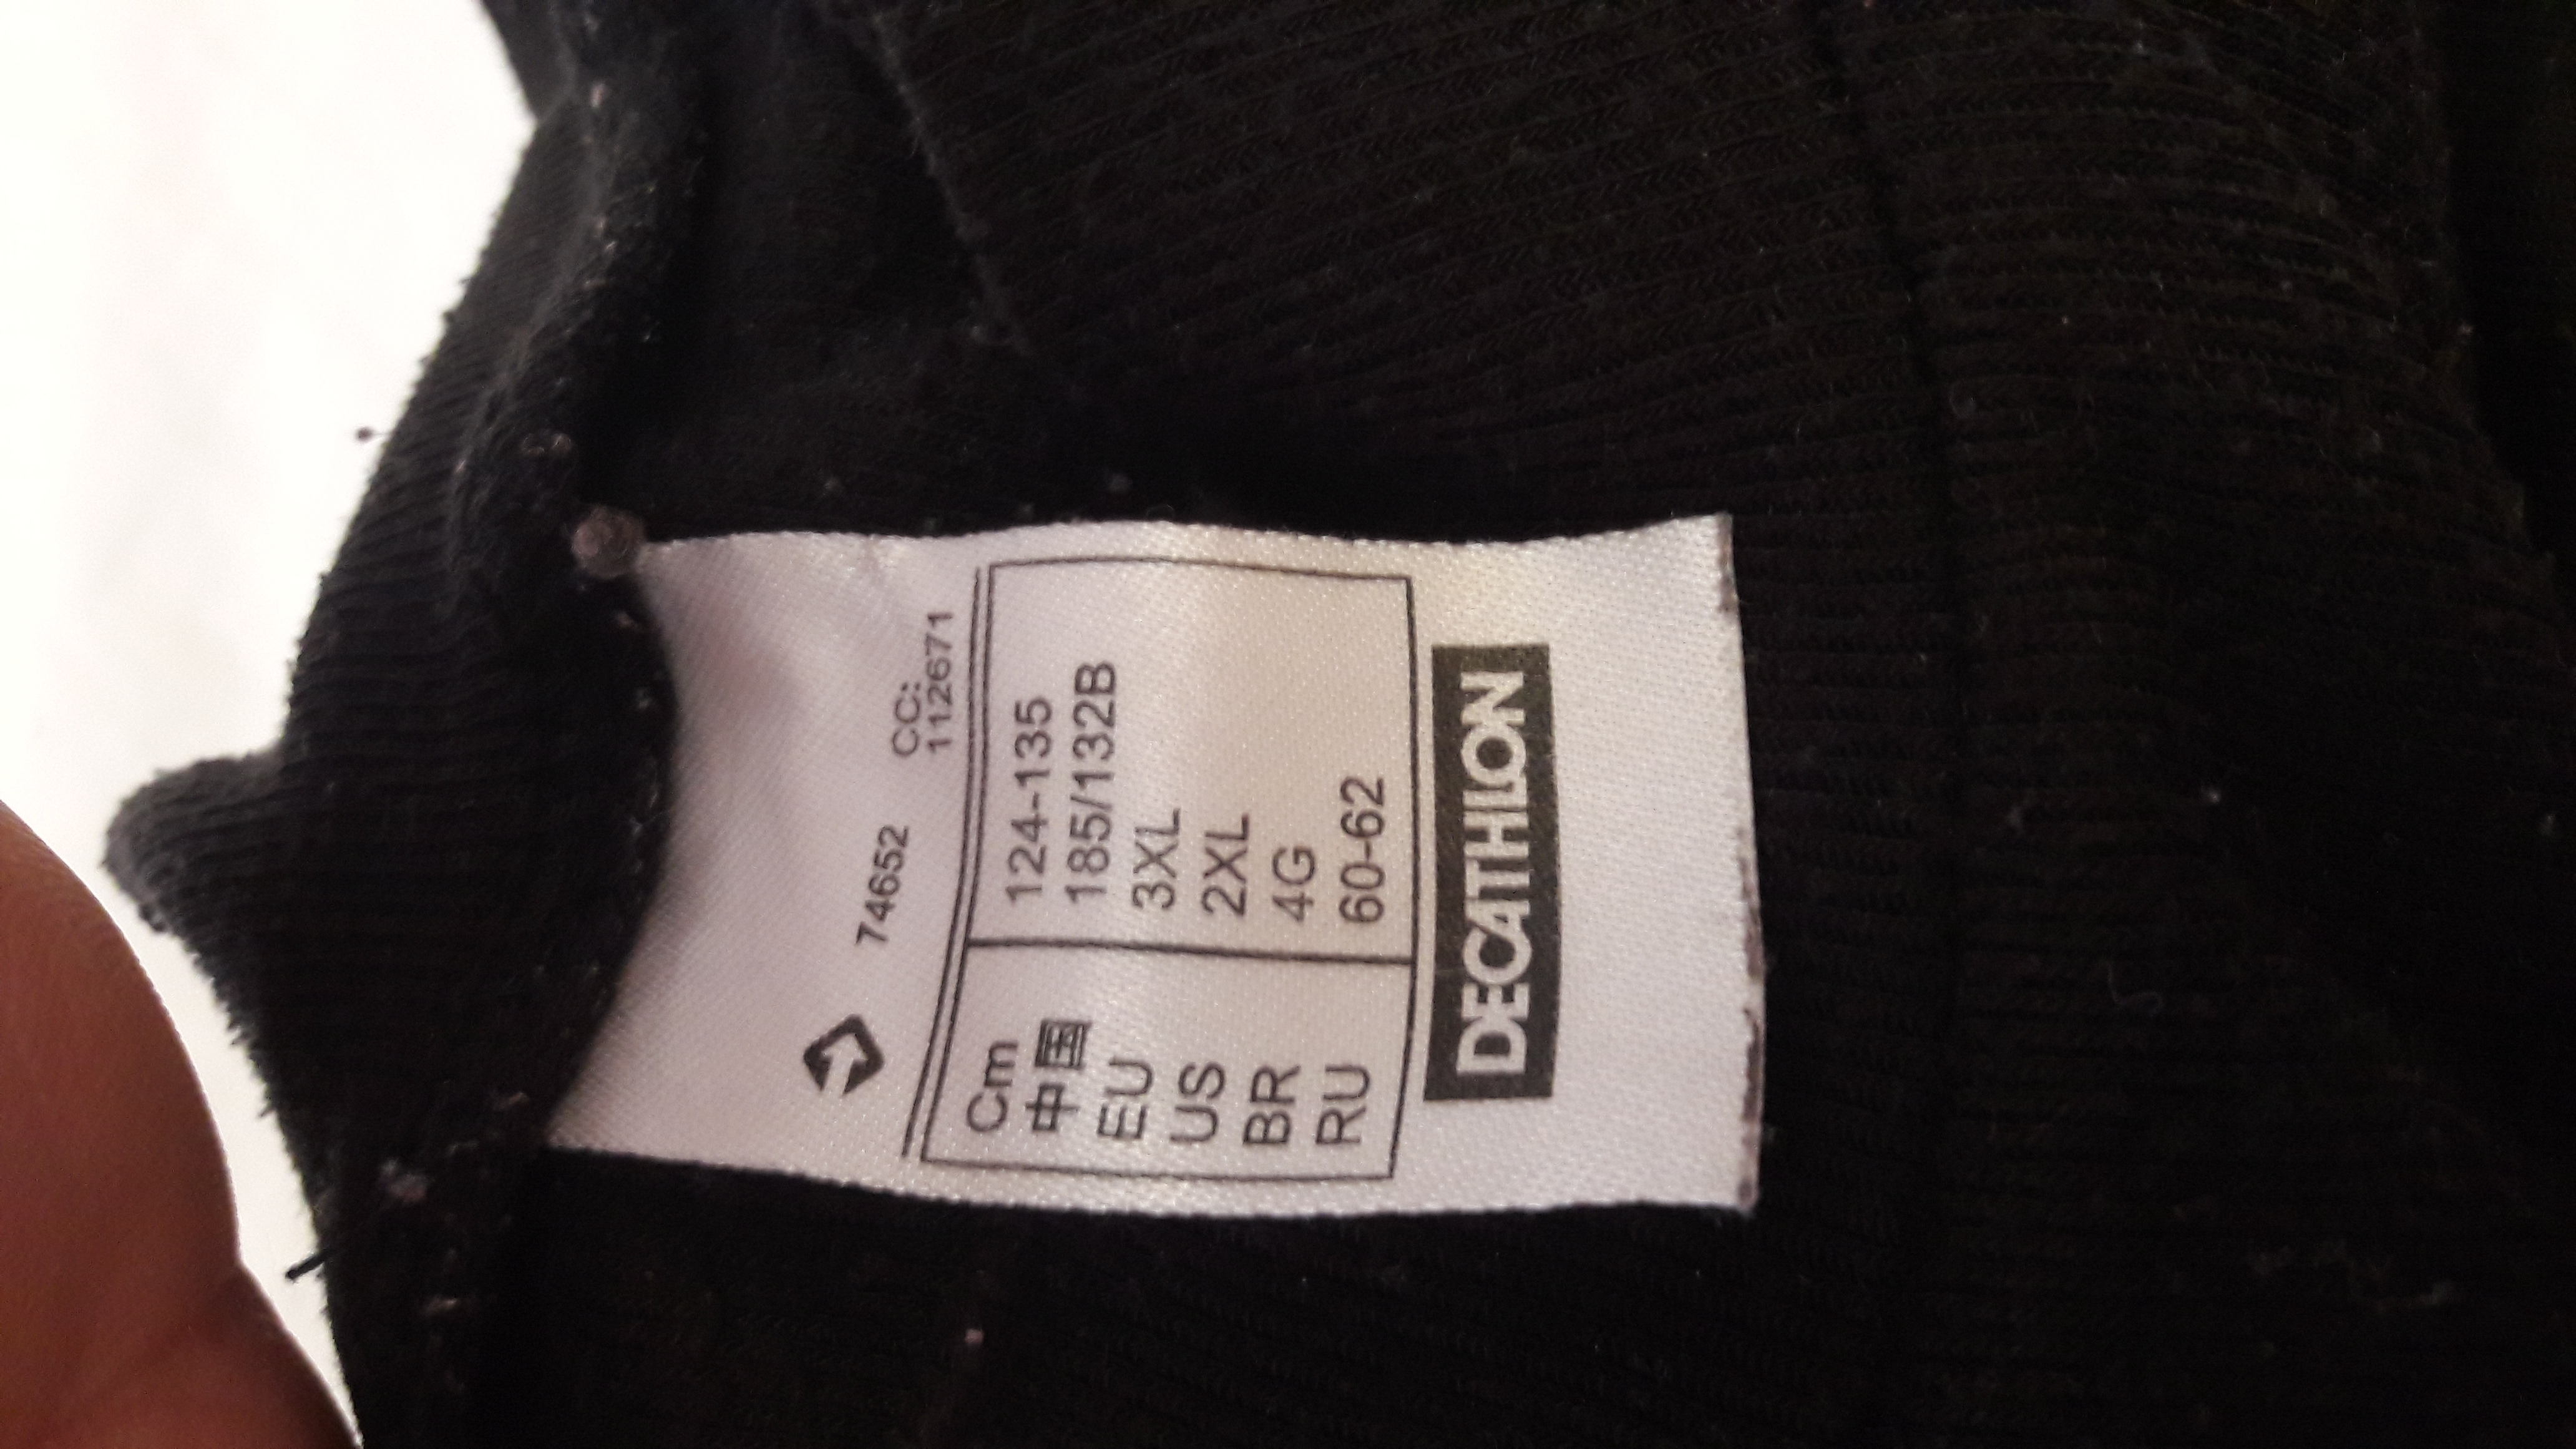 74652
CC:
1112671
Cm 124-135
中国 185/132B
EU 3XL
US 2XL
BR 4G
RU 60-62
DECATHLON